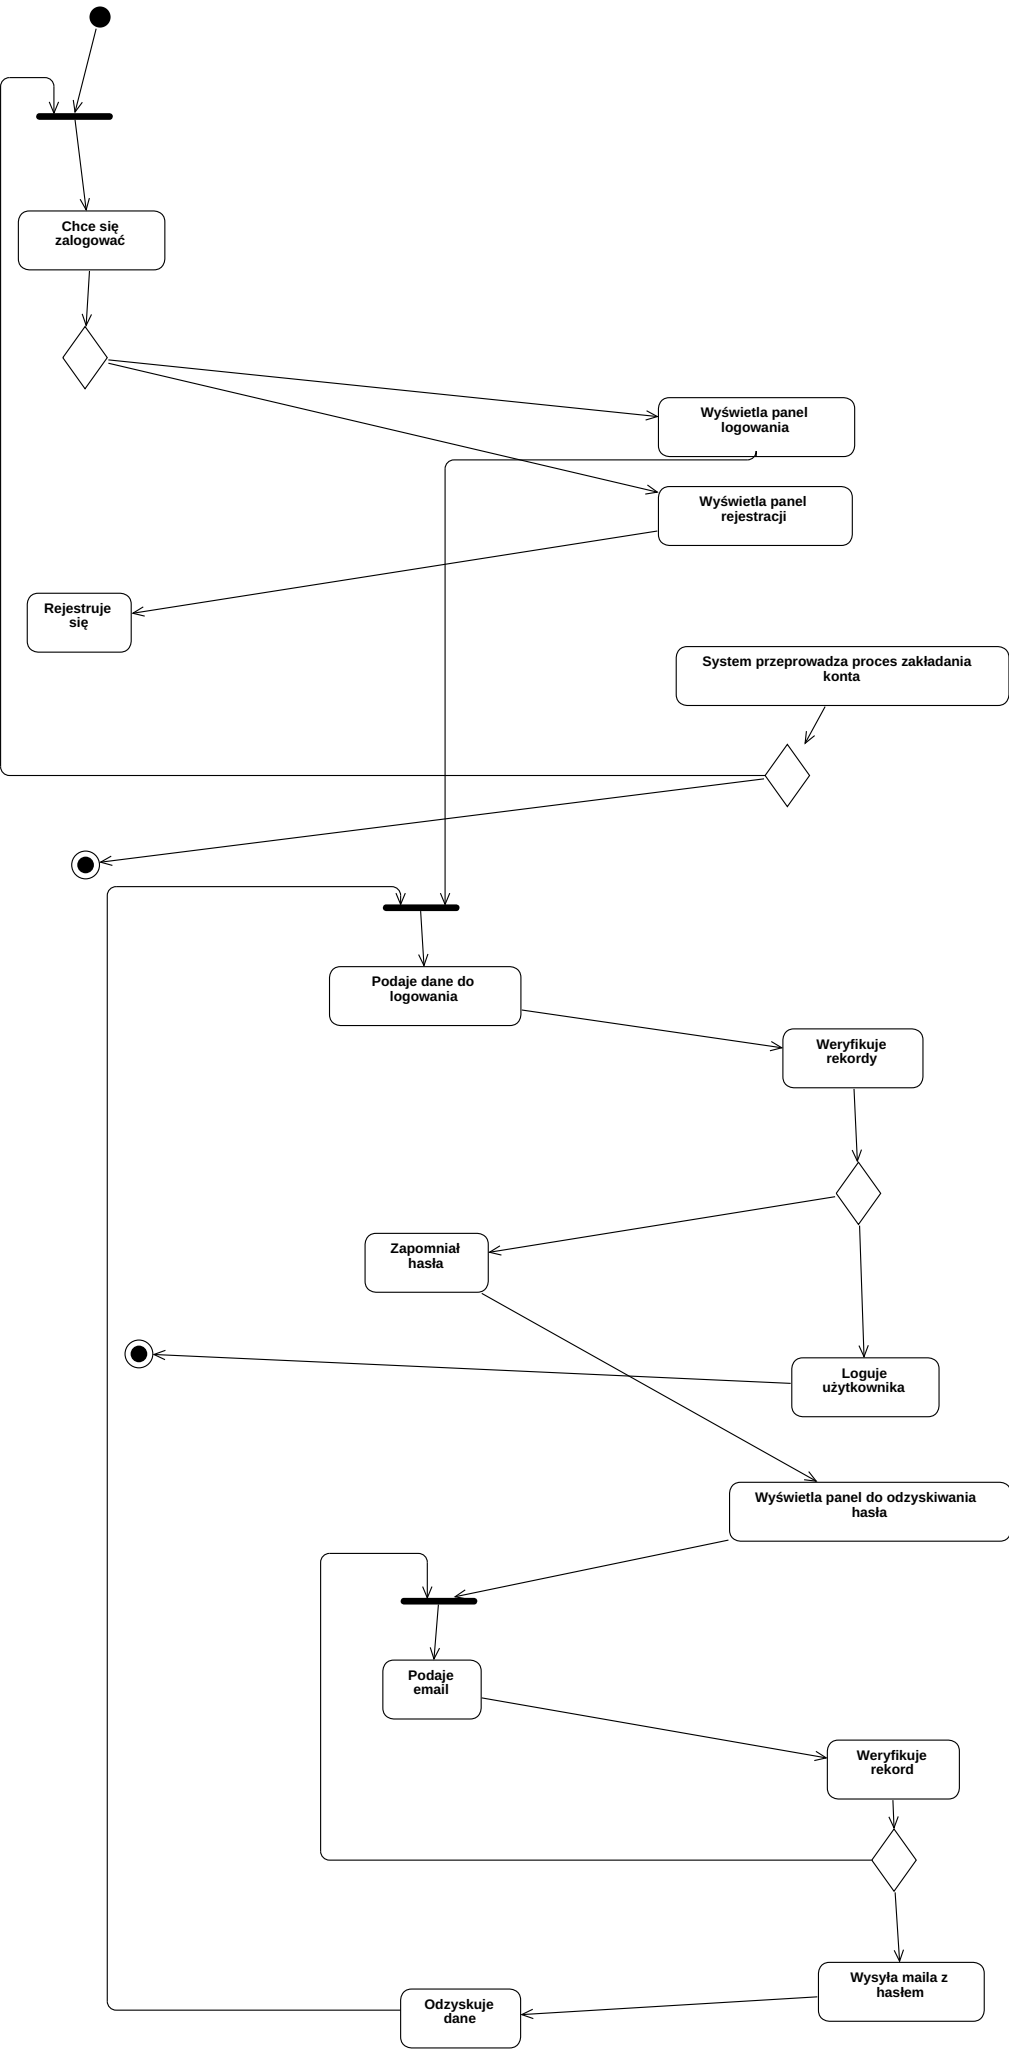 Chce się
zalogować
Wyświetla panel
logowania
Wyświetla panel
rejestracji
Rejestruje
się
System przeprowadza proces zakładania
konta
Podaje dane do
logowania
Weryfikuje
rekordy
Zapomniał
hasła
Loguje
użytkownika
Wyświetla panel do odzyskiwania
hasła
Podaje
email
Weryfikuje
rekord
Wysyła maila z
hasłem
Odzyskuje
dane